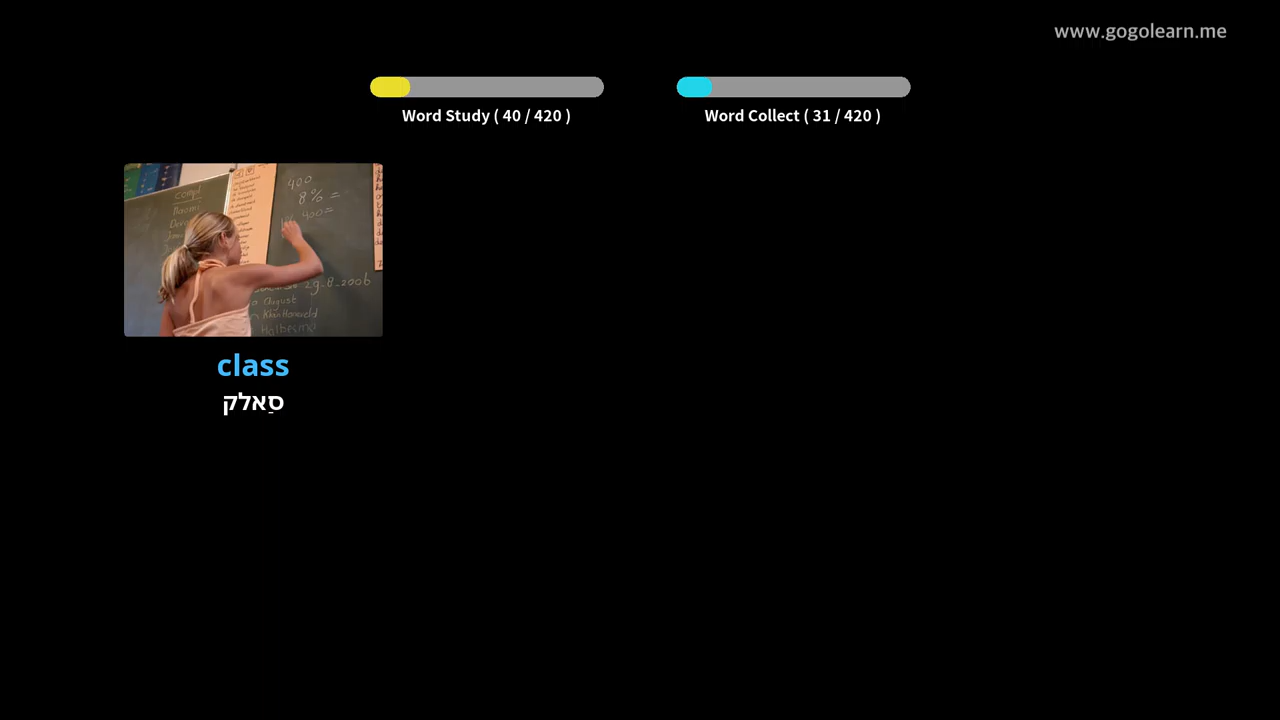 www.gogolearn.me
Word Study ( 40 / 420 )
Word Collect ( 31 / 420 )
400
8% =
400=
29-8-2006
August
class
סַאלק